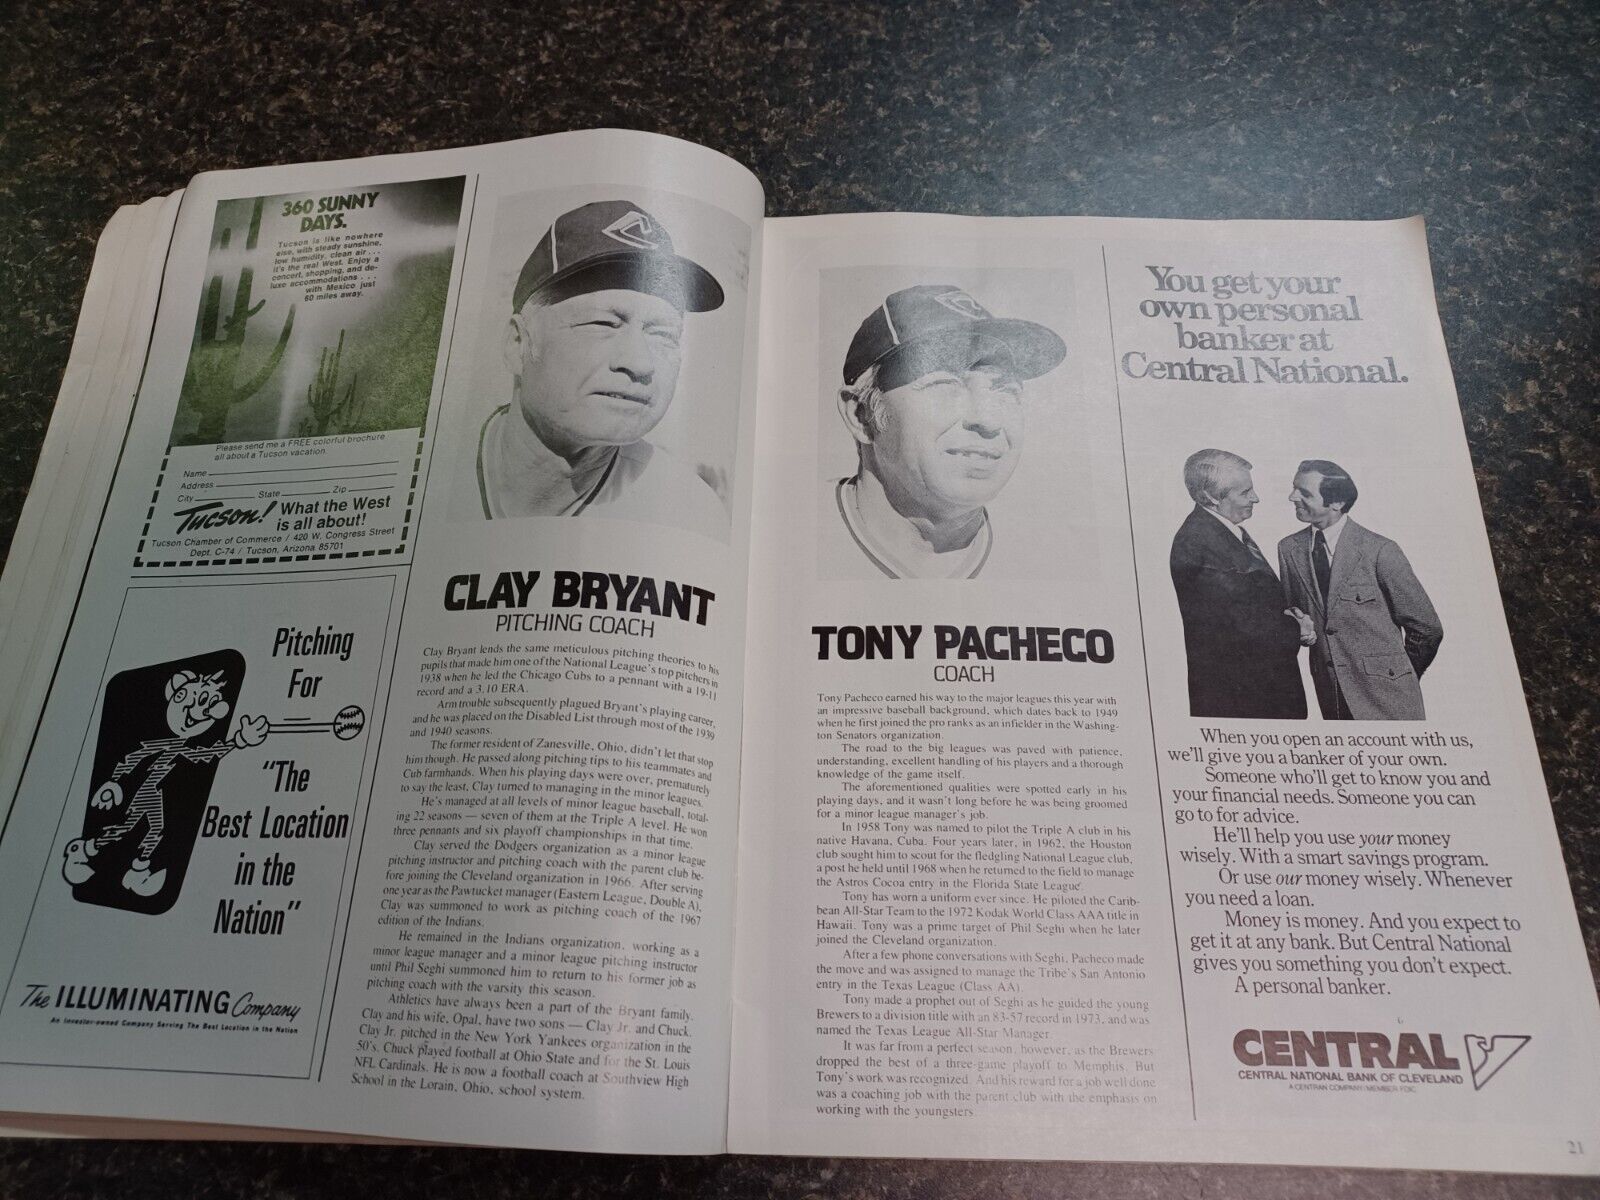 360 SUNNY
DAYS.
Tucson is like nowhere
else, with steady sunshine,
low humidity, clean air ...
it's the real West. Enjoy a
concert, shopping, and de-
luxe accommodations ...
with Mexico just
60 miles away.
Please send me a FREE colorful brochure
all about a Tucson vacation.
Name
Address
City State Zip
Tucson! What the West
is all about!
Tucson Chamber of Commerce / 420 W. Congress Street
Dept. C-74 / Tucson, Arizona 85701
Pitching
For
"The
Best Location
in the
Nation"
The ILLUMINATING Company
An Investor-owned Company Serving The Best Location in the Nation
CLAY BRYANT
PITCHING COACH
Clay Bryant lends the same meticulous pitching theories to his
pupils that made him one of the National League's top pitchers in
1938 when he led the Chicago Cubs to a pennant with a 19-11
record and a 3.10 ERA.
Arm trouble subsequently plagued Bryant's playing career,
and he was placed on the Disabled List through most of the 1939
and 1940 seasons.
The former resident of Zanesville, Ohio, didn't let that stop
him though. He passed along pitching tips to his teammates and
Cub farmhands. When his playing days were over, prematurely
to say the least, Clay turned to managing in the minor leagues.
He's managed at all levels of minor league baseball, total-
ing 22 seasons — seven of them at the Triple A level. He won
three pennants and six playoff championships in that time.
Clay served the Dodgers organization as a minor league
pitching instructor and pitching coach with the parent club be-
fore joining the Cleveland organization in 1966. After serving
one year as the Pawtucket manager (Eastern League, Double A),
Clay was summoned to work as pitching coach of the 1967
edition of the Indians.
He remained in the Indians organization, working as a
minor league manager and a minor league pitching instructor
until Phil Seghi summoned him to return to his former job as
pitching coach with the varsity this season.
Athletics have always been a part of the Bryant family.
Clay and his wife, Opal, have two sons — Clay Jr. and Chuck.
Clay Jr. pitched in the New York Yankees organization in the
50's. Chuck played football at Ohio State and for the St. Louis
NFL Cardinals. He is now a football coach at Southview High
School in the Lorain, Ohio, school system.
TONY PACHECO
COACH
Tony Pacheco earned his way to the major leagues this year with
an impressive baseball background, which dates back to 1949
when he first joined the pro ranks as an infielder in the Washing-
ton Senators organization.
The road to the big leagues was paved with patience,
understanding, excellent handling of his players and a thorough
knowledge of the game itself.
The aforementioned qualities were spotted early in his
playing days, and it wasn't long before he was being groomed
for a minor league manager's job.
In 1958 Tony was named to pilot the Triple A club in his
native Havana, Cuba. Four years later, in 1962, the Houston
club sought him to scout for the fledgling National League club,
a post he held until 1968 when he returned to the field to manage
the Astros Cocoa entry in the Florida State League.
Tony has worn a uniform ever since. He piloted the Carib-
bean All-Star Team to the 1972 Kodak World Class AAA title in
Hawaii. Tony was a prime target of Phil Seghi when he later
joined the Cleveland organization.
After a few phone conversations with Seghi, Pacheco made
the move and was assigned to manage the Tribe's San Antonio
entry in the Texas League (Class AA).
Tony made a prophet out of Seghi as he guided the young
Brewers to a division title with an 83-57 record in 1973, and was
named the Texas League All-Star Manager.
It was far from a perfect season, however, as the Brewers
dropped the best of a three-game playoff to Memphis. But
Tony's work was recognized. And his reward for a job well done
was a coaching job with the parent club with the emphasis on
working with the youngsters.
You get your
own personal
banker at
Central National.
When you open an account with us,
we'll give you a banker of your own.
Someone who'll get to know you and
your financial needs. Someone you can
go to for advice.
He'll help you use your money
wisely. With a smart savings program.
Or use our money wisely. Whenever
you need a loan.
Money is money. And you expect to
get it at any bank. But Central National
gives you something you don't expect.
A personal banker.
CENTRAL
CENTRAL NATIONAL BANK OF CLEVELAND
A CENTRAN COMPANY/MEMBER FDIC
21